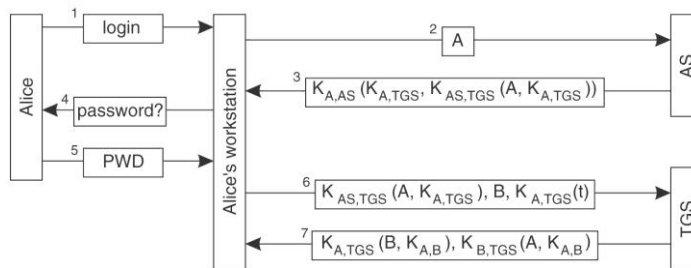 Alice
1 login
4 password?
5 PWD
Alice's workstation
2 A
3 K_A,AS (K_A,TGS, K_AS,TGS (A, K_A,TGS))
AS
6 K_AS,TGS (A, K_A,TGS), B, K_A,TGS(t)
7 K_A,TGS (B, K_A,B), K_B,TGS (A, K_A,B)
TGS